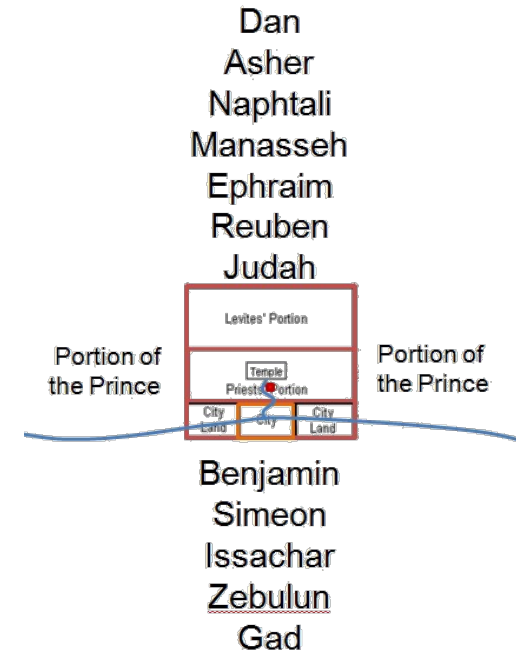 Dan
Asher
Naphtali
Manasseh
Ephraim
Reuben
Judah
Levites' Portion
Portion of
the Prince
Temple
Priests' Portion
Portion of
the Prince
City
Land
City
City
Land
Benjamin
Simeon
Issachar
Zebulun
Gad